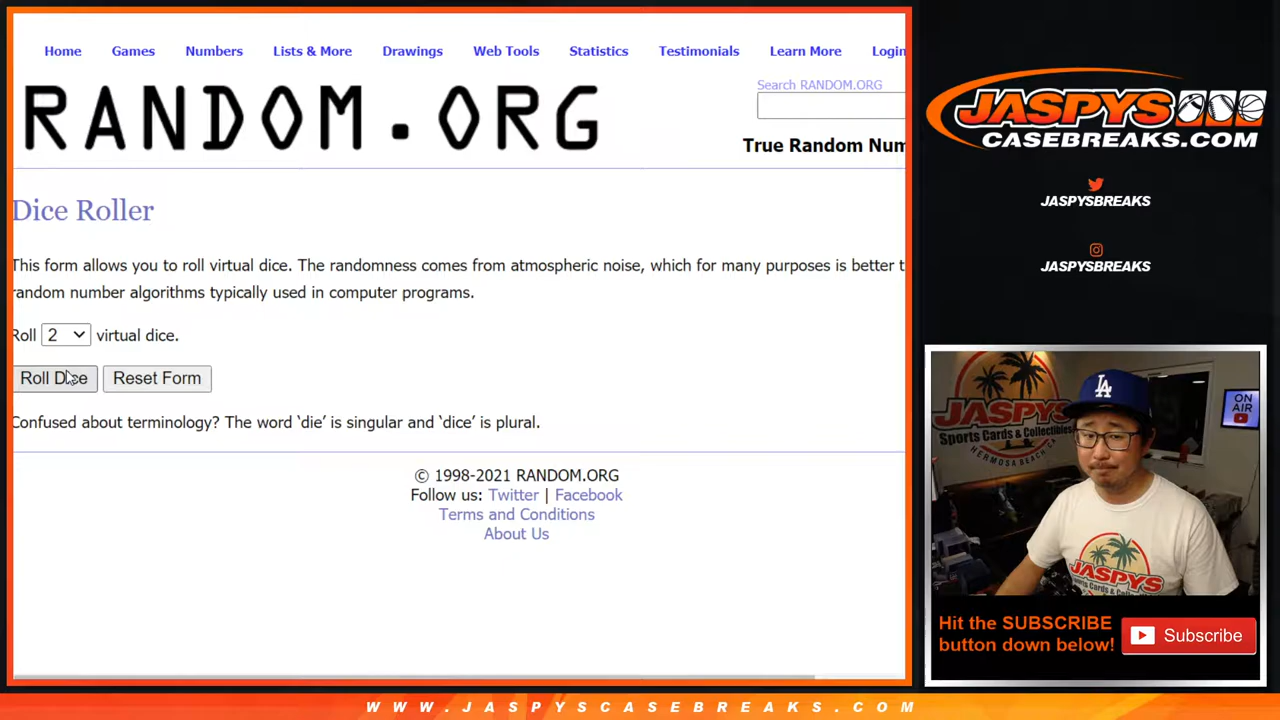 Home Games Numbers Lists & More Drawings Web Tools Statistics Testimonials Learn More Login
RANDOM.ORG
Search RANDOM.ORG
True Random Num
Dice Roller
This form allows you to roll virtual dice. The randomness comes from atmospheric noise, which for many purposes is better t
random number algorithms typically used in computer programs.
Roll 2 virtual dice.
Roll Dice Reset Form
Confused about terminology? The word ‘die’ is singular and ‘dice’ is plural.
© 1998-2021 RANDOM.ORG
Follow us: Twitter | Facebook
Terms and Conditions
About Us
JASPYS
CASEBREAKS.COM
JASPYSBREAKS
JASPYSBREAKS
JASPYS
Sports Cards & Collectibles
HERMOSA BEACH, CA
LA
ON
AIR
JASPYS
Hit the SUBSCRIBE
button down below!
Subscribe
WWW.JASPYSCASEBREAKS.COM